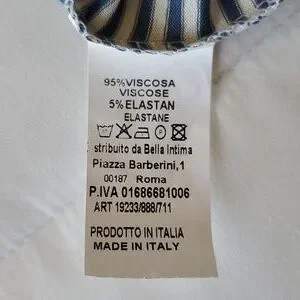 95%VISCOSA
VISCOSE
5%ELASTAN
ELASTANE
stribuito da Bella Intima
Piazza Barberini,1
00187 Roma
P.IVA 01686681006
ART 19233/888/711
PRODOTTO IN ITALIA
MADE IN ITALY